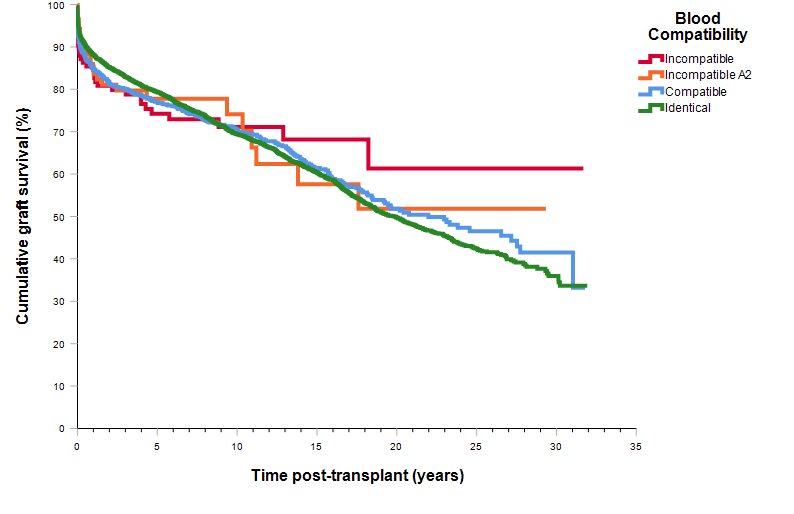 Blood
Compatibility
Incompatible
Incompatible A2
Compatible
Identical
Cumulative graft survival (%)
100
90
80
70
60
50
40
30
20
10
0
0 5 10 15 20 25 30 35
Time post-transplant (years)